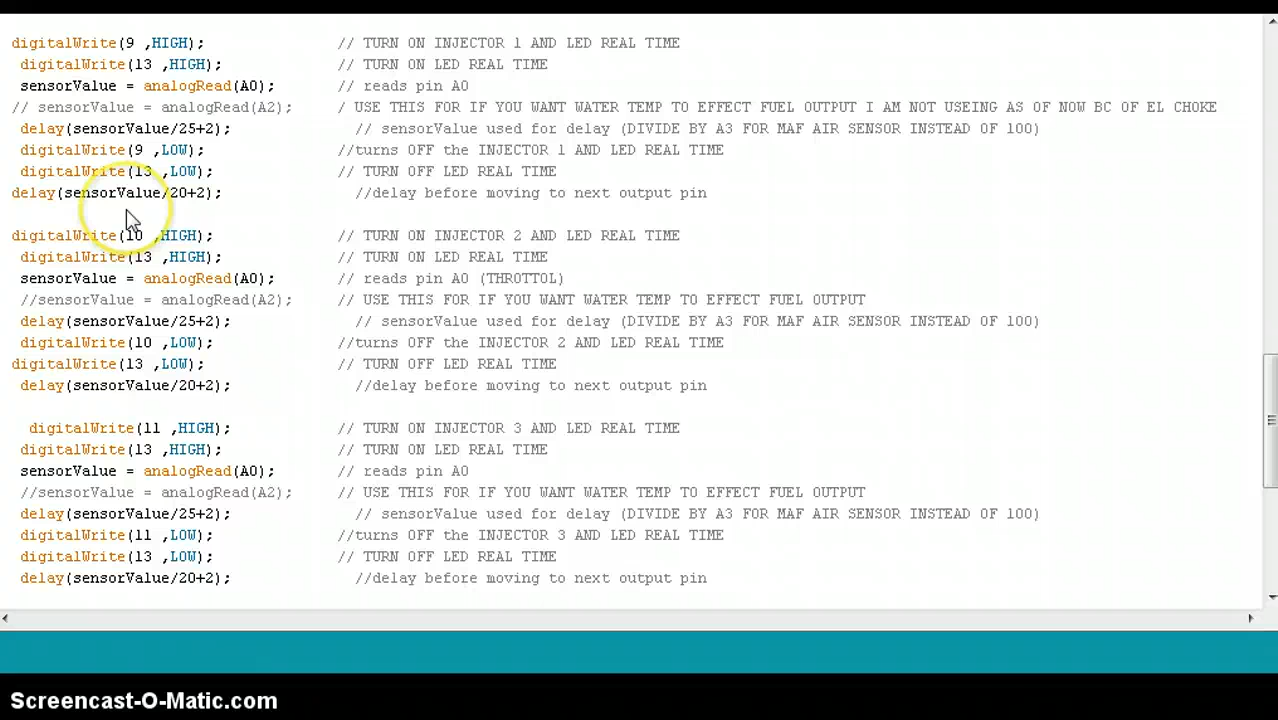 digitalWrite(9 ,HIGH); // TURN ON INJECTOR 1 AND LED REAL TIME
digitalWrite(13 ,HIGH); // TURN ON LED REAL TIME
sensorValue = analogRead(A0); // reads pin A0
// sensorValue = analogRead(A2); / USE THIS FOR IF YOU WANT WATER TEMP TO EFFECT FUEL OUTPUT I AM NOT USEING AS OF NOW BC OF EL CHOKE
delay(sensorValue/25+2); // sensorValue used for delay (DIVIDE BY A3 FOR MAF AIR SENSOR INSTEAD OF 100)
digitalWrite(9 ,LOW); //turns OFF the INJECTOR 1 AND LED REAL TIME
digitalWrite(13 ,LOW); // TURN OFF LED REAL TIME
delay(sensorValue/20+2); //delay before moving to next output pin
digitalWrite(10 ,HIGH); // TURN ON INJECTOR 2 AND LED REAL TIME
digitalWrite(13 ,HIGH); // TURN ON LED REAL TIME
sensorValue = analogRead(A0); // reads pin A0 (THROTTOL)
//sensorValue = analogRead(A2); // USE THIS FOR IF YOU WANT WATER TEMP TO EFFECT FUEL OUTPUT
delay(sensorValue/25+2); // sensorValue used for delay (DIVIDE BY A3 FOR MAF AIR SENSOR INSTEAD OF 100)
digitalWrite(10 ,LOW); //turns OFF the INJECTOR 2 AND LED REAL TIME
digitalWrite(13 ,LOW); // TURN OFF LED REAL TIME
delay(sensorValue/20+2); //delay before moving to next output pin
digitalWrite(11 ,HIGH); // TURN ON INJECTOR 3 AND LED REAL TIME
digitalWrite(13 ,HIGH); // TURN ON LED REAL TIME
sensorValue = analogRead(A0); // reads pin A0
//sensorValue = analogRead(A2); // USE THIS FOR IF YOU WANT WATER TEMP TO EFFECT FUEL OUTPUT
delay(sensorValue/25+2); // sensorValue used for delay (DIVIDE BY A3 FOR MAF AIR SENSOR INSTEAD OF 100)
digitalWrite(11 ,LOW); //turns OFF the INJECTOR 3 AND LED REAL TIME
digitalWrite(13 ,LOW); // TURN OFF LED REAL TIME
delay(sensorValue/20+2); //delay before moving to next output pin
Screencast-O-Matic.com